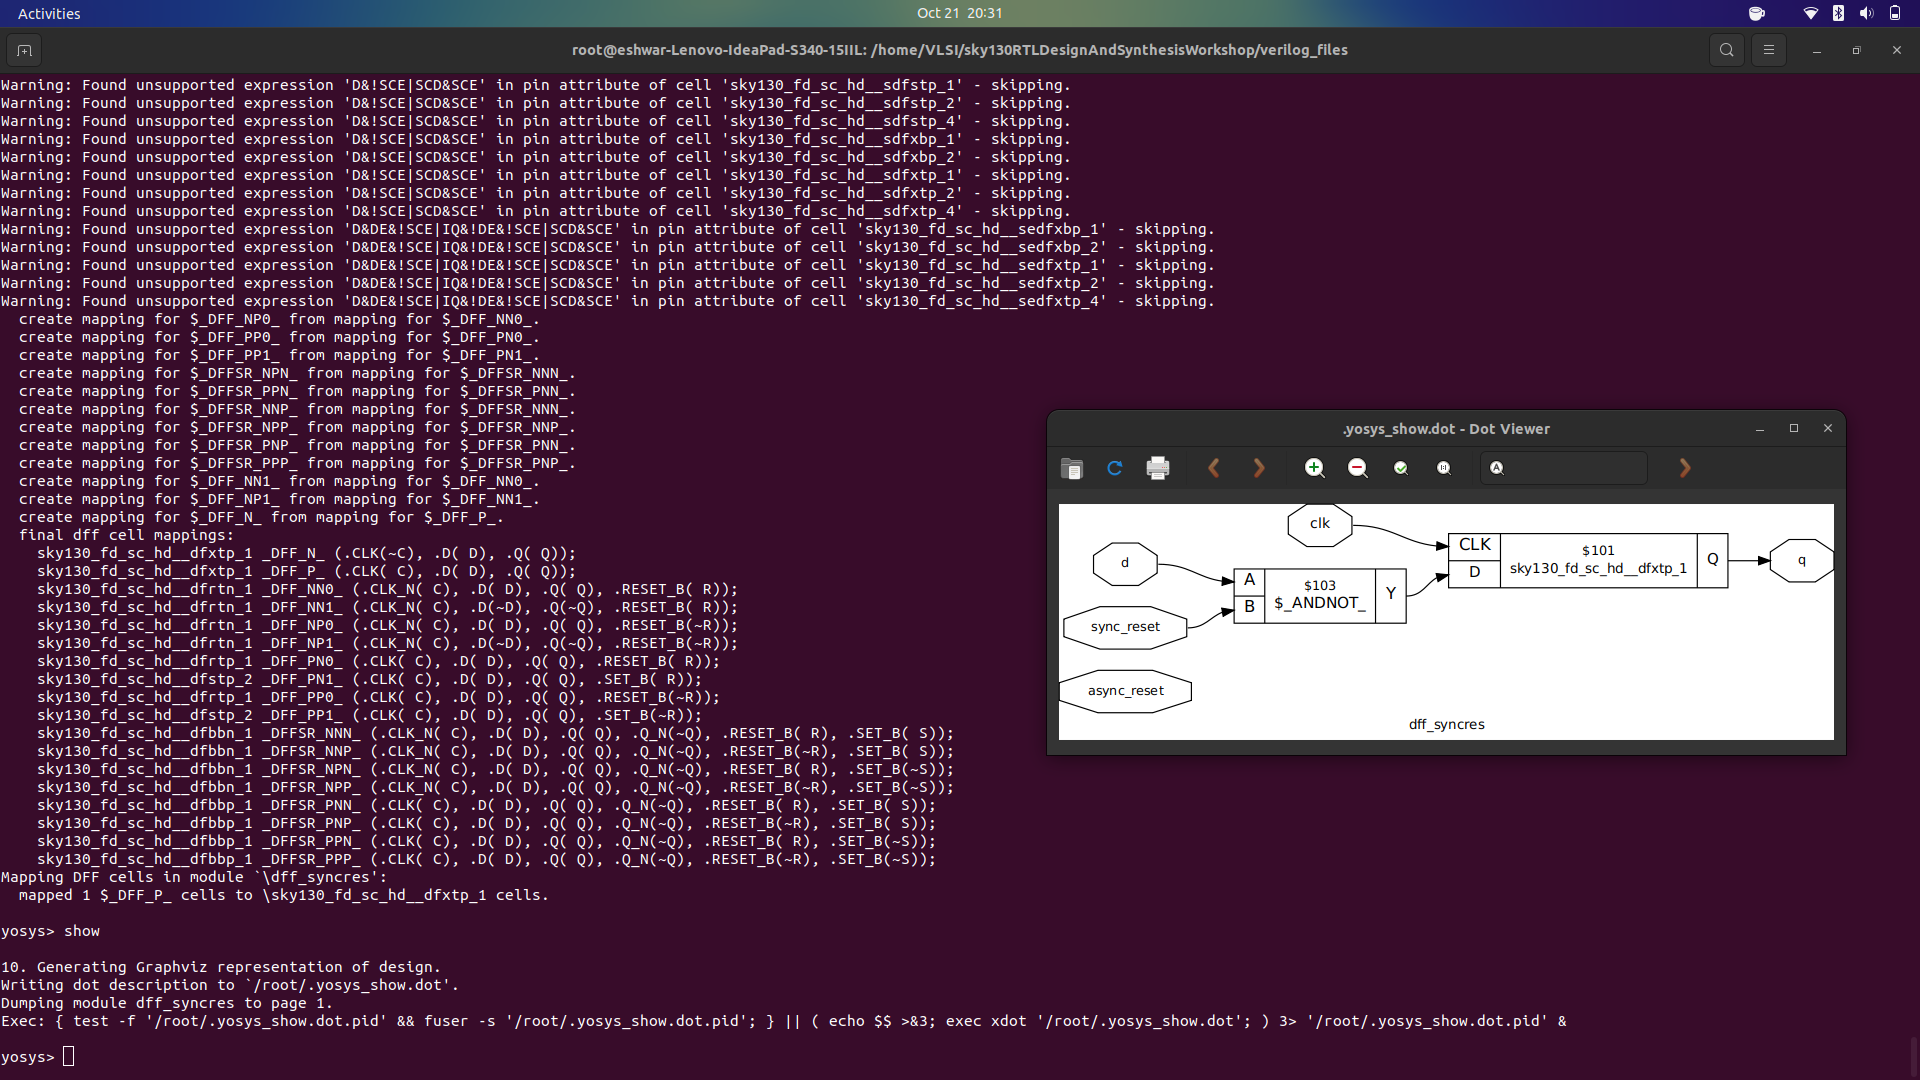 Activities
Oct 21 20:31
root@eshwar-Lenovo-IdeaPad-S340-15IIL: /home/VLSI/sky130RTLDesignAndSynthesisWorkshop/verilog_files
Warning: Found unsupported expression 'D&!SCE|SCD&SCE' in pin attribute of cell 'sky130_fd_sc_hd__sdfstp_1' - skipping.
Warning: Found unsupported expression 'D&!SCE|SCD&SCE' in pin attribute of cell 'sky130_fd_sc_hd__sdfstp_2' - skipping.
Warning: Found unsupported expression 'D&!SCE|SCD&SCE' in pin attribute of cell 'sky130_fd_sc_hd__sdfstp_4' - skipping.
Warning: Found unsupported expression 'D&!SCE|SCD&SCE' in pin attribute of cell 'sky130_fd_sc_hd__sdfxbp_1' - skipping.
Warning: Found unsupported expression 'D&!SCE|SCD&SCE' in pin attribute of cell 'sky130_fd_sc_hd__sdfxbp_2' - skipping.
Warning: Found unsupported expression 'D&!SCE|SCD&SCE' in pin attribute of cell 'sky130_fd_sc_hd__sdfxtp_1' - skipping.
Warning: Found unsupported expression 'D&!SCE|SCD&SCE' in pin attribute of cell 'sky130_fd_sc_hd__sdfxtp_2' - skipping.
Warning: Found unsupported expression 'D&!SCE|SCD&SCE' in pin attribute of cell 'sky130_fd_sc_hd__sdfxtp_4' - skipping.
Warning: Found unsupported expression 'D&DE&!SCE|IQ&!DE&!SCE|SCD&SCE' in pin attribute of cell 'sky130_fd_sc_hd__sedfxbp_1' - skipping.
Warning: Found unsupported expression 'D&DE&!SCE|IQ&!DE&!SCE|SCD&SCE' in pin attribute of cell 'sky130_fd_sc_hd__sedfxbp_2' - skipping.
Warning: Found unsupported expression 'D&DE&!SCE|IQ&!DE&!SCE|SCD&SCE' in pin attribute of cell 'sky130_fd_sc_hd__sedfxtp_1' - skipping.
Warning: Found unsupported expression 'D&DE&!SCE|IQ&!DE&!SCE|SCD&SCE' in pin attribute of cell 'sky130_fd_sc_hd__sedfxtp_2' - skipping.
Warning: Found unsupported expression 'D&DE&!SCE|IQ&!DE&!SCE|SCD&SCE' in pin attribute of cell 'sky130_fd_sc_hd__sedfxtp_4' - skipping.
create mapping for $_DFF_NP0_ from mapping for $_DFF_NN0_.
create mapping for $_DFF_PP0_ from mapping for $_DFF_PN0_.
create mapping for $_DFF_PP1_ from mapping for $_DFF_PN1_.
create mapping for $_DFFSR_NPN_ from mapping for $_DFFSR_NNN_.
create mapping for $_DFFSR_PPN_ from mapping for $_DFFSR_PNN_.
create mapping for $_DFFSR_NNP_ from mapping for $_DFFSR_NNN_.
create mapping for $_DFFSR_NPP_ from mapping for $_DFFSR_NNP_.
create mapping for $_DFFSR_PNP_ from mapping for $_DFFSR_PNN_.
create mapping for $_DFFSR_PPP_ from mapping for $_DFFSR_PNP_.
create mapping for $_DFF_NN1_ from mapping for $_DFF_NN0_.
create mapping for $_DFF_NP1_ from mapping for $_DFF_NN1_.
create mapping for $_DFF_N_ from mapping for $_DFF_P_.
final dff cell mappings:
sky130_fd_sc_hd__dfxtp_1 _DFF_N_ (.CLK(~C), .D( D), .Q( Q));
sky130_fd_sc_hd__dfxtp_1 _DFF_P_ (.CLK( C), .D( D), .Q( Q));
sky130_fd_sc_hd__dfrtn_1 _DFF_NN0_ (.CLK_N( C), .D( D), .Q( Q), .RESET_B( R));
sky130_fd_sc_hd__dfrtn_1 _DFF_NN1_ (.CLK_N( C), .D(~D), .Q(~Q), .RESET_B( R));
sky130_fd_sc_hd__dfrtn_1 _DFF_NP0_ (.CLK_N( C), .D( D), .Q( Q), .RESET_B(~R));
sky130_fd_sc_hd__dfrtn_1 _DFF_NP1_ (.CLK_N( C), .D(~D), .Q(~Q), .RESET_B(~R));
sky130_fd_sc_hd__dfrtp_1 _DFF_PN0_ (.CLK( C), .D( D), .Q( Q), .RESET_B( R));
sky130_fd_sc_hd__dfstp_2 _DFF_PN1_ (.CLK( C), .D( D), .Q( Q), .SET_B( R));
sky130_fd_sc_hd__dfrtp_1 _DFF_PP0_ (.CLK( C), .D( D), .Q( Q), .RESET_B(~R));
sky130_fd_sc_hd__dfstp_2 _DFF_PP1_ (.CLK( C), .D( D), .Q( Q), .SET_B(~R));
sky130_fd_sc_hd__dfbbn_1 _DFFSR_NNN_ (.CLK_N( C), .D( D), .Q( Q), .Q_N(~Q), .RESET_B( R), .SET_B( S));
sky130_fd_sc_hd__dfbbn_1 _DFFSR_NNP_ (.CLK_N( C), .D( D), .Q( Q), .Q_N(~Q), .RESET_B(~R), .SET_B( S));
sky130_fd_sc_hd__dfbbn_1 _DFFSR_NPN_ (.CLK_N( C), .D( D), .Q( Q), .Q_N(~Q), .RESET_B( R), .SET_B(~S));
sky130_fd_sc_hd__dfbbn_1 _DFFSR_NPP_ (.CLK_N( C), .D( D), .Q( Q), .Q_N(~Q), .RESET_B(~R), .SET_B(~S));
sky130_fd_sc_hd__dfbbp_1 _DFFSR_PNN_ (.CLK( C), .D( D), .Q( Q), .Q_N(~Q), .RESET_B( R), .SET_B( S));
sky130_fd_sc_hd__dfbbp_1 _DFFSR_PNP_ (.CLK( C), .D( D), .Q( Q), .Q_N(~Q), .RESET_B(~R), .SET_B( S));
sky130_fd_sc_hd__dfbbp_1 _DFFSR_PPN_ (.CLK( C), .D( D), .Q( Q), .Q_N(~Q), .RESET_B( R), .SET_B(~S));
sky130_fd_sc_hd__dfbbp_1 _DFFSR_PPP_ (.CLK( C), .D( D), .Q( Q), .Q_N(~Q), .RESET_B(~R), .SET_B(~S));
Mapping DFF cells in module `\dff_syncres':
mapped 1 $_DFF_P_ cells to \sky130_fd_sc_hd__dfxtp_1 cells.
yosys> show
10. Generating Graphviz representation of design.
Writing dot description to `/root/.yosys_show.dot'.
Dumping module dff_syncres to page 1.
Exec: { test -f '/root/.yosys_show.dot.pid' && fuser -s '/root/.yosys_show.dot.pid'; } || ( echo $$ >&3; exec xdot '/root/.yosys_show.dot'; ) 3> '/root/.yosys_show.dot.pid' &
yosys>
.yosys_show.dot - Dot Viewer
clk
d
sync_reset
async_reset
A
B
$103
$_ANDNOT_
Y
CLK
D
$101
sky130_fd_sc_hd__dfxtp_1
Q
q
dff_syncres